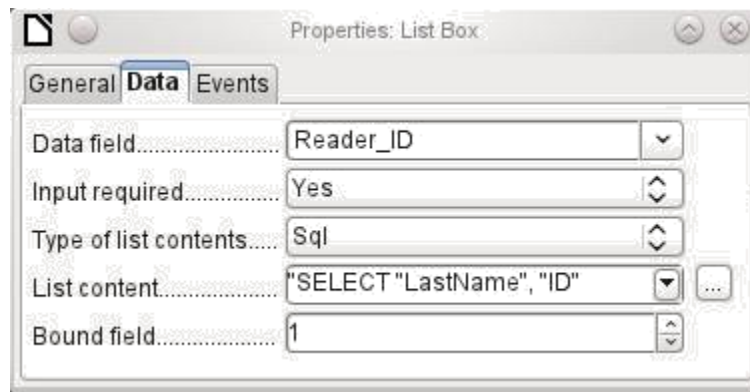 Properties: List Box
General Data Events
Data field........................ Reader_ID
Input required................ Yes
Type of list contents..... Sql
List content................... "SELECT "LastName", "ID" ...
Bound field.................... 1